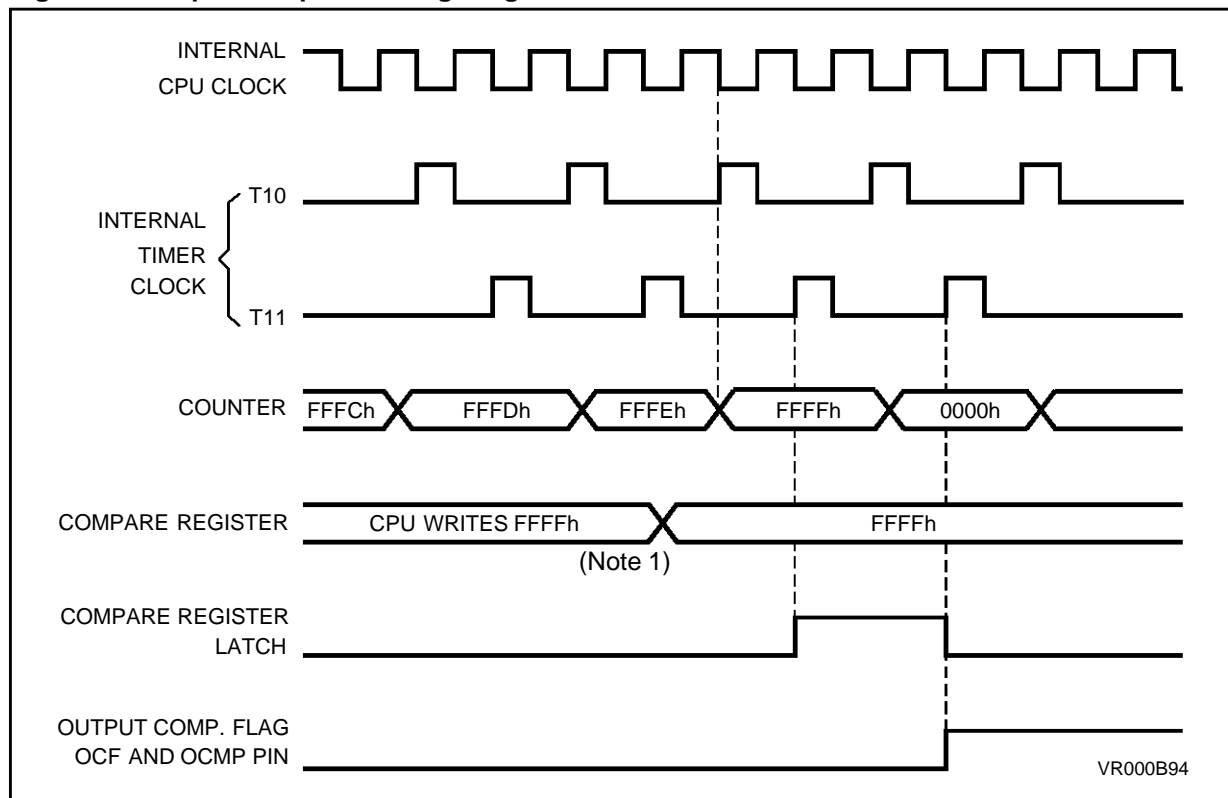 INTERNAL
CPU CLOCK
T10
INTERNAL
TIMER
CLOCK
T11
COUNTER FFFCh FFFDh FFFEh FFFFh 0000h
COMPARE REGISTER CPU WRITES FFFFh FFFFh
(Note 1)
COMPARE REGISTER
LATCH
OUTPUT COMP. FLAG
OCF AND OCMP PIN
VR000B94